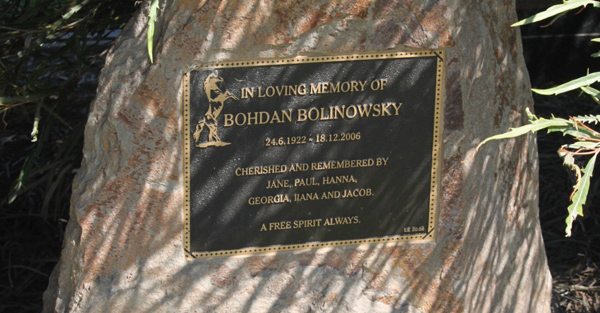 IN LOVING MEMORY OF
BOHDAN BOLINOWSKY
24.6.1922 - 18.12.2006
CHERISHED AND REMEMBERED BY
JANE, PAUL, HANNA,
GEORGIA, ILANA AND JACOB.
A FREE SPIRIT ALWAYS.